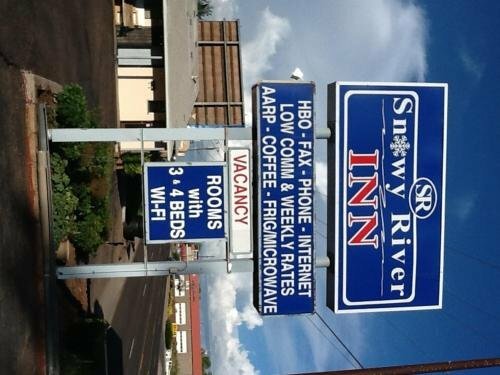 SR
Snowy River
INN
HBO - FAX - PHONE - INTERNET
LOW COMM & WEEKLY RATES
AARP - COFFEE - FRIG/MICROWAVE
VACANCY
ROOMS
with
3 & 4 BEDS
WI-FI